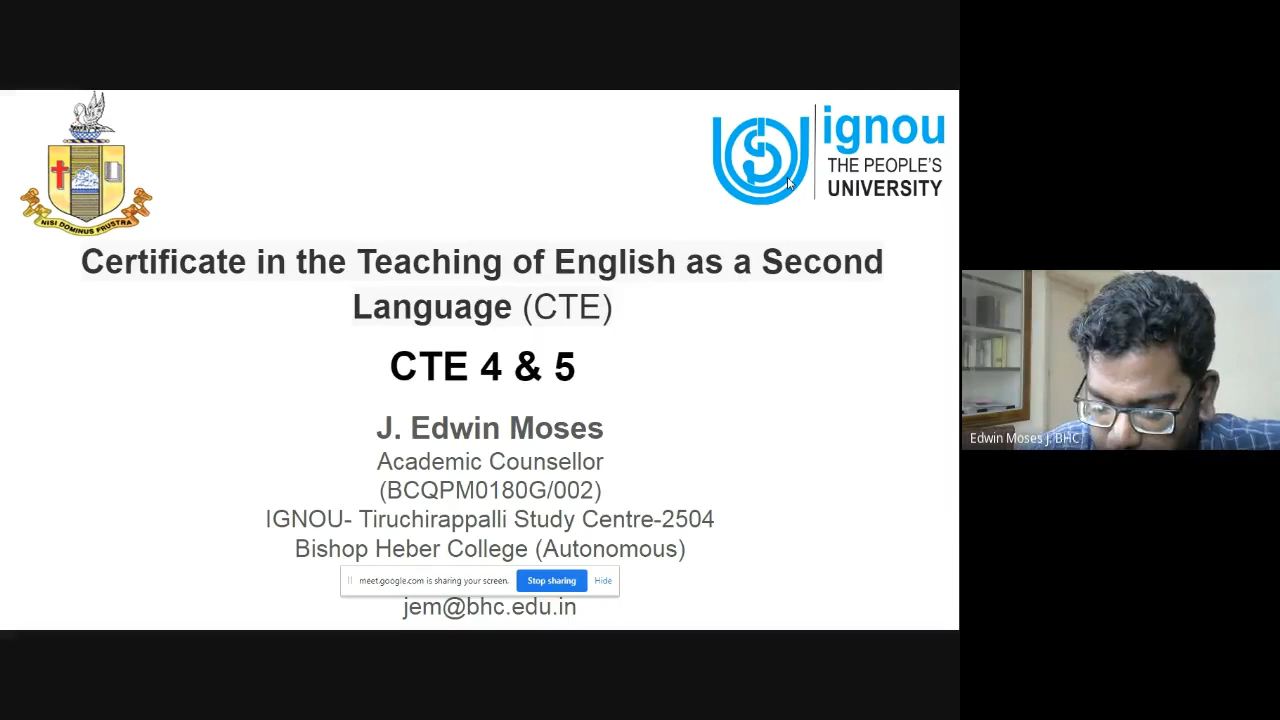 NISI DOMINUS FRUSTRA
ignou
THE PEOPLE'S
UNIVERSITY
Certificate in the Teaching of English as a Second
Language (CTE)
CTE 4 & 5
J. Edwin Moses
Academic Counsellor
(BCQPM0180G/002)
IGNOU- Tiruchirappalli Study Centre-2504
Bishop Heber College (Autonomous)
meet.google.com is sharing your screen. Stop sharing Hide
jem@bhc.edu.in
Edwin Moses J. BHC